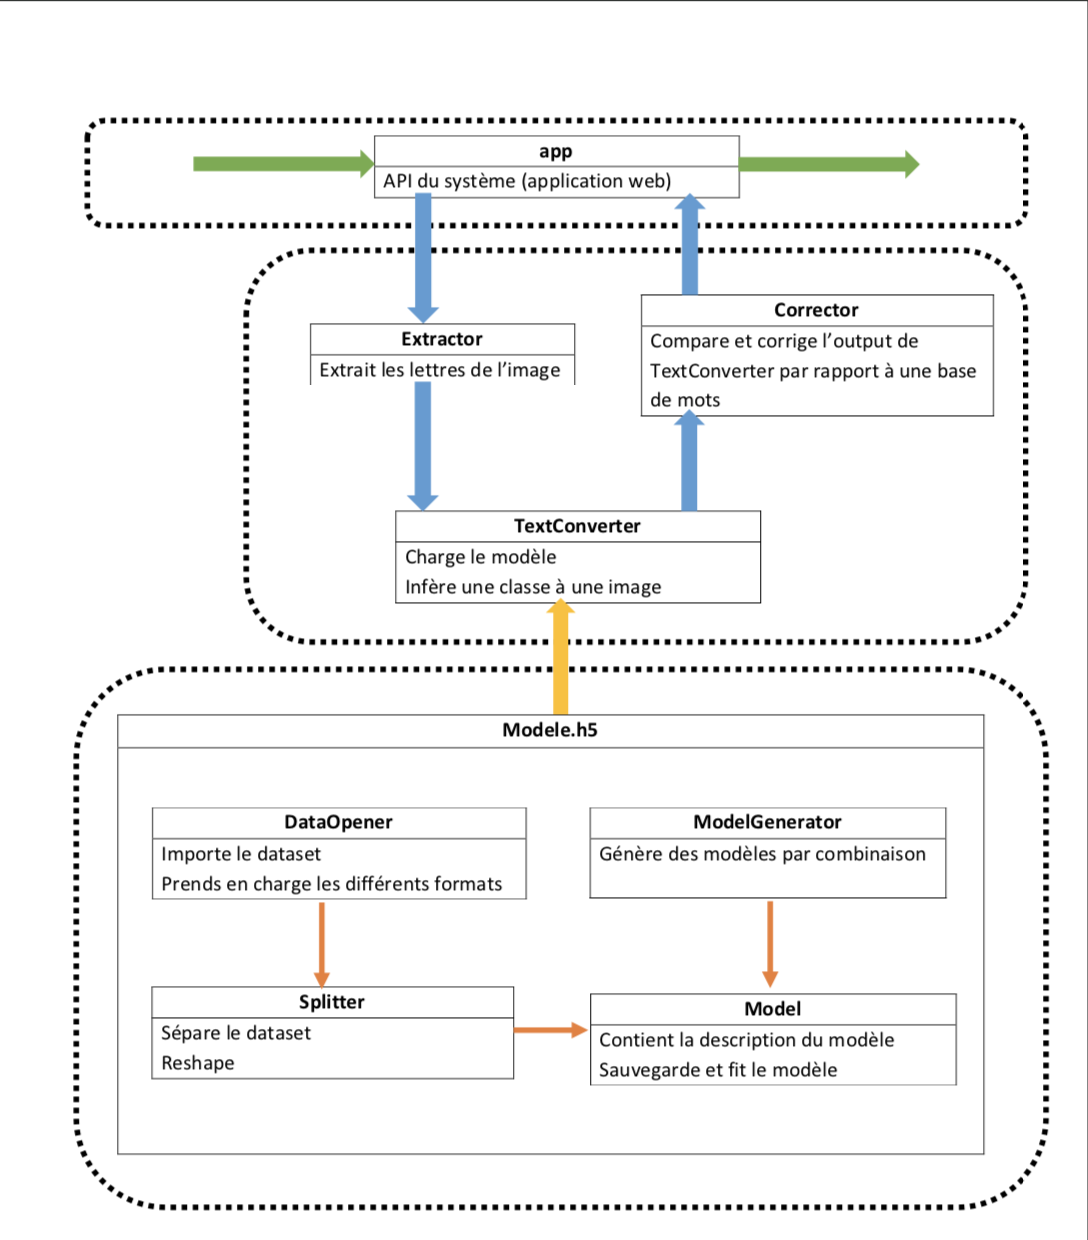 app
API du système (application web)
Extractor
Extrait les lettres de l’image
Corrector
Compare et corrige l’output de
TextConverter par rapport à une base
de mots
TextConverter
Charge le modèle
Infère une classe à une image
Modele.h5
DataOpener
Importe le dataset
Prends en charge les différents formats
ModelGenerator
Génère des modèles par combinaison
Splitter
Sépare le dataset
Reshape
Model
Contient la description du modèle
Sauvegarde et fit le modèle